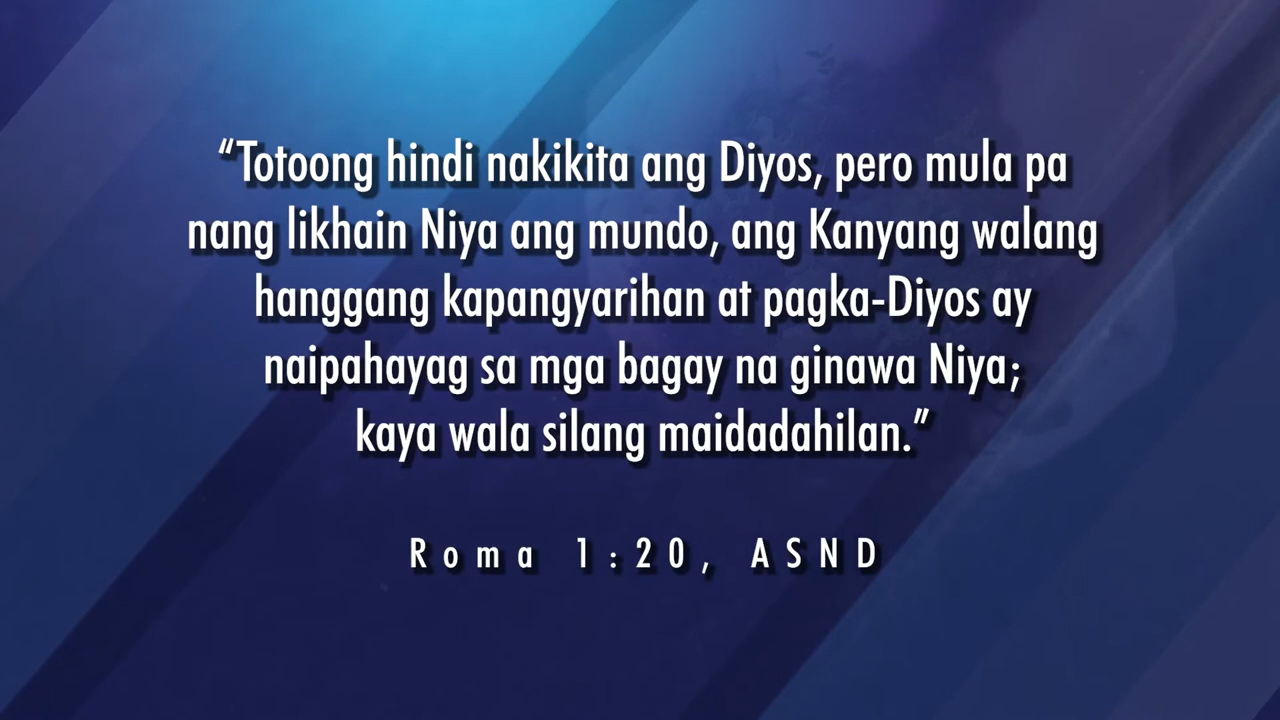 “Totoong hindi nakikita ang Diyos, pero mula pa
nang likhain Niya ang mundo, ang Kanyang walang
hanggang kapangyarihan at pagka-Diyos ay
naipahayag sa mga bagay na ginawa Niya;
kaya wala silang maidadahilan.”
Roma 1:20, ASND